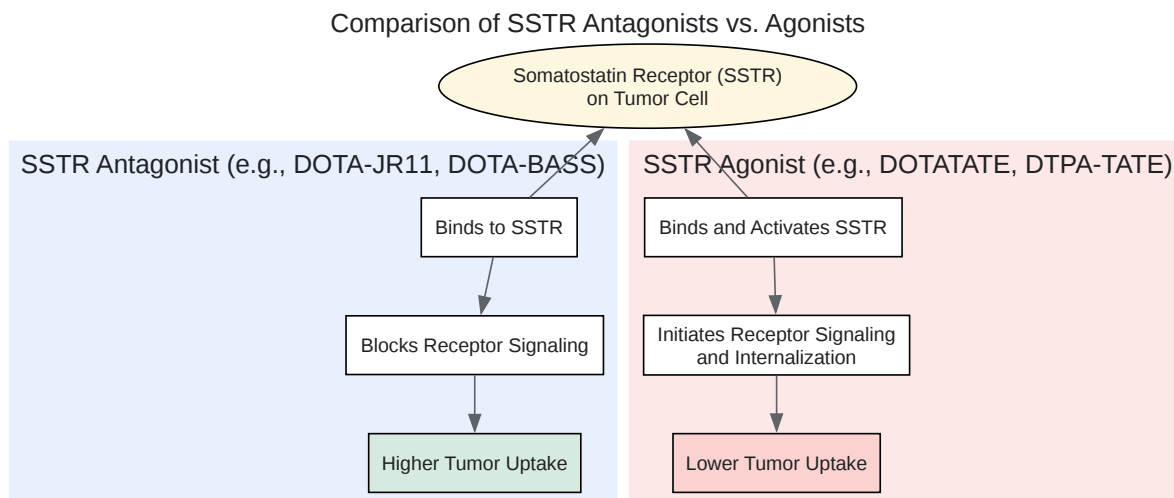 Comparison of SSTR Antagonists vs. Agonists
Somatostatin Receptor (SSTR)
on Tumor Cell
SSTR Antagonist (e.g., DOTA-JR11, DOTA-BASS)
Binds to SSTR
Blocks Receptor Signaling
Higher Tumor Uptake
SSTR Agonist (e.g., DOTATATE, DTPA-TATE)
Binds and Activates SSTR
Initiates Receptor Signaling
and Internalization
Lower Tumor Uptake